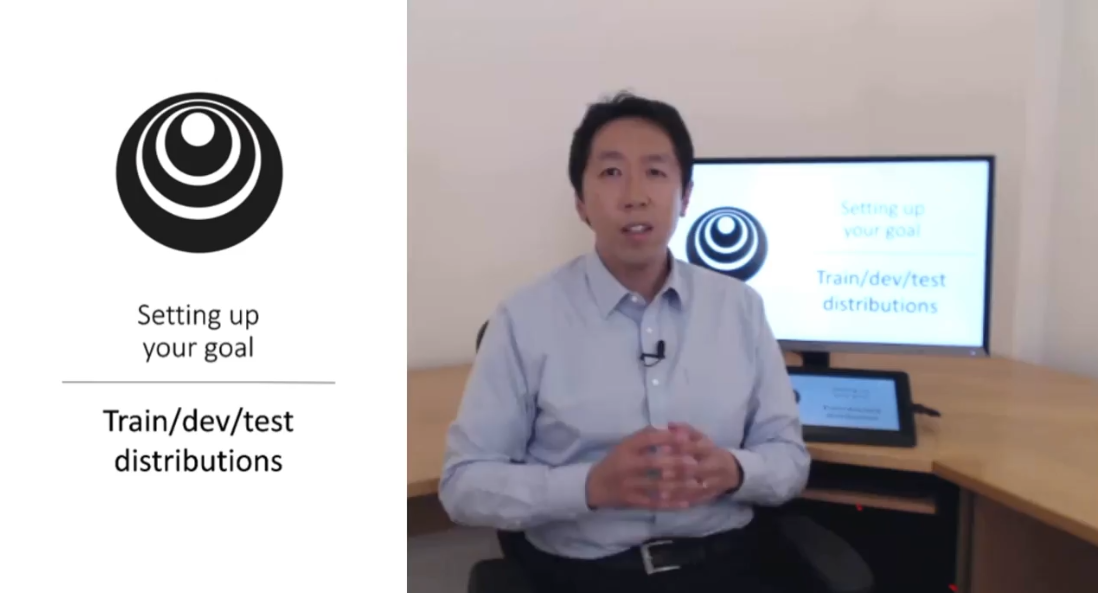 Setting up
your goal
Train/dev/test
distributions
Setting up
your goal
Train/dev/test
distributions